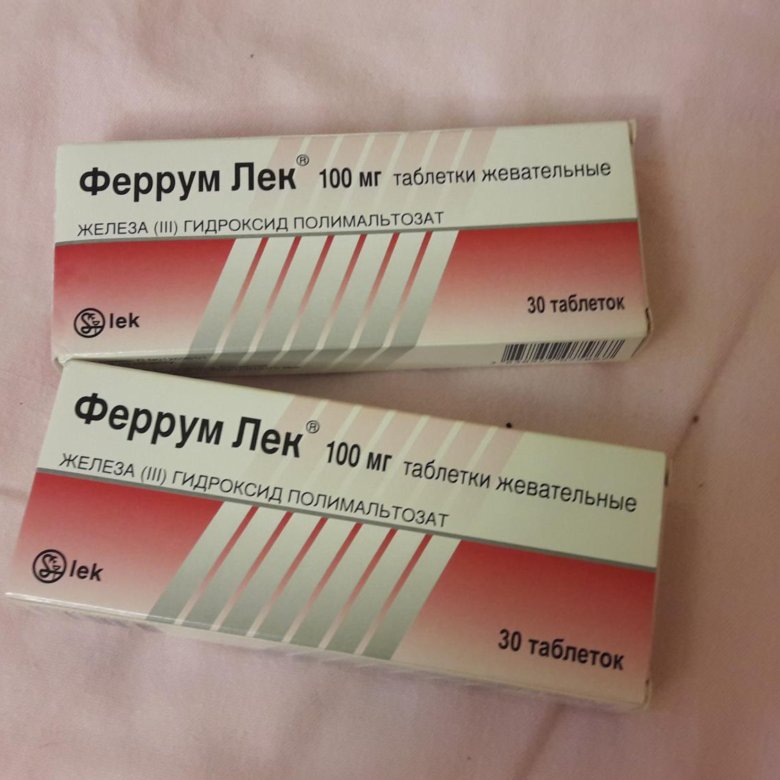 Феррум Лек® 100 мг таблетки жевательные
ЖЕЛЕЗА (III) ГИДРОКСИД ПОЛИМАЛЬТОЗАТ
lek
30 таблеток
Феррум Лек® 100 мг таблетки жевательные
ЖЕЛЕЗА (III) ГИДРОКСИД ПОЛИМАЛЬТОЗАТ
lek
30 таблеток